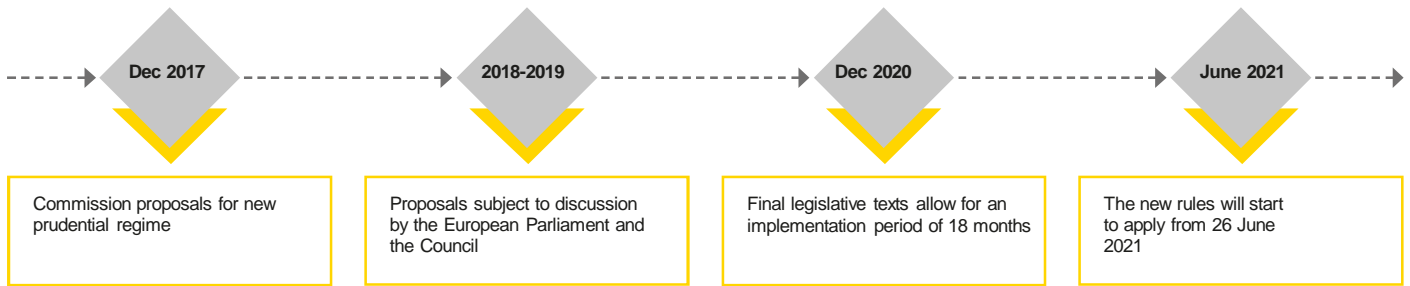 Dec 2017
2018-2019
Dec 2020
June 2021
Commission proposals for new
prudential regime
Proposals subject to discussion
by the European Parliament and
the Council
Final legislative texts allow for an
implementation period of 18 months
The new rules will start
to apply from 26 June
2021